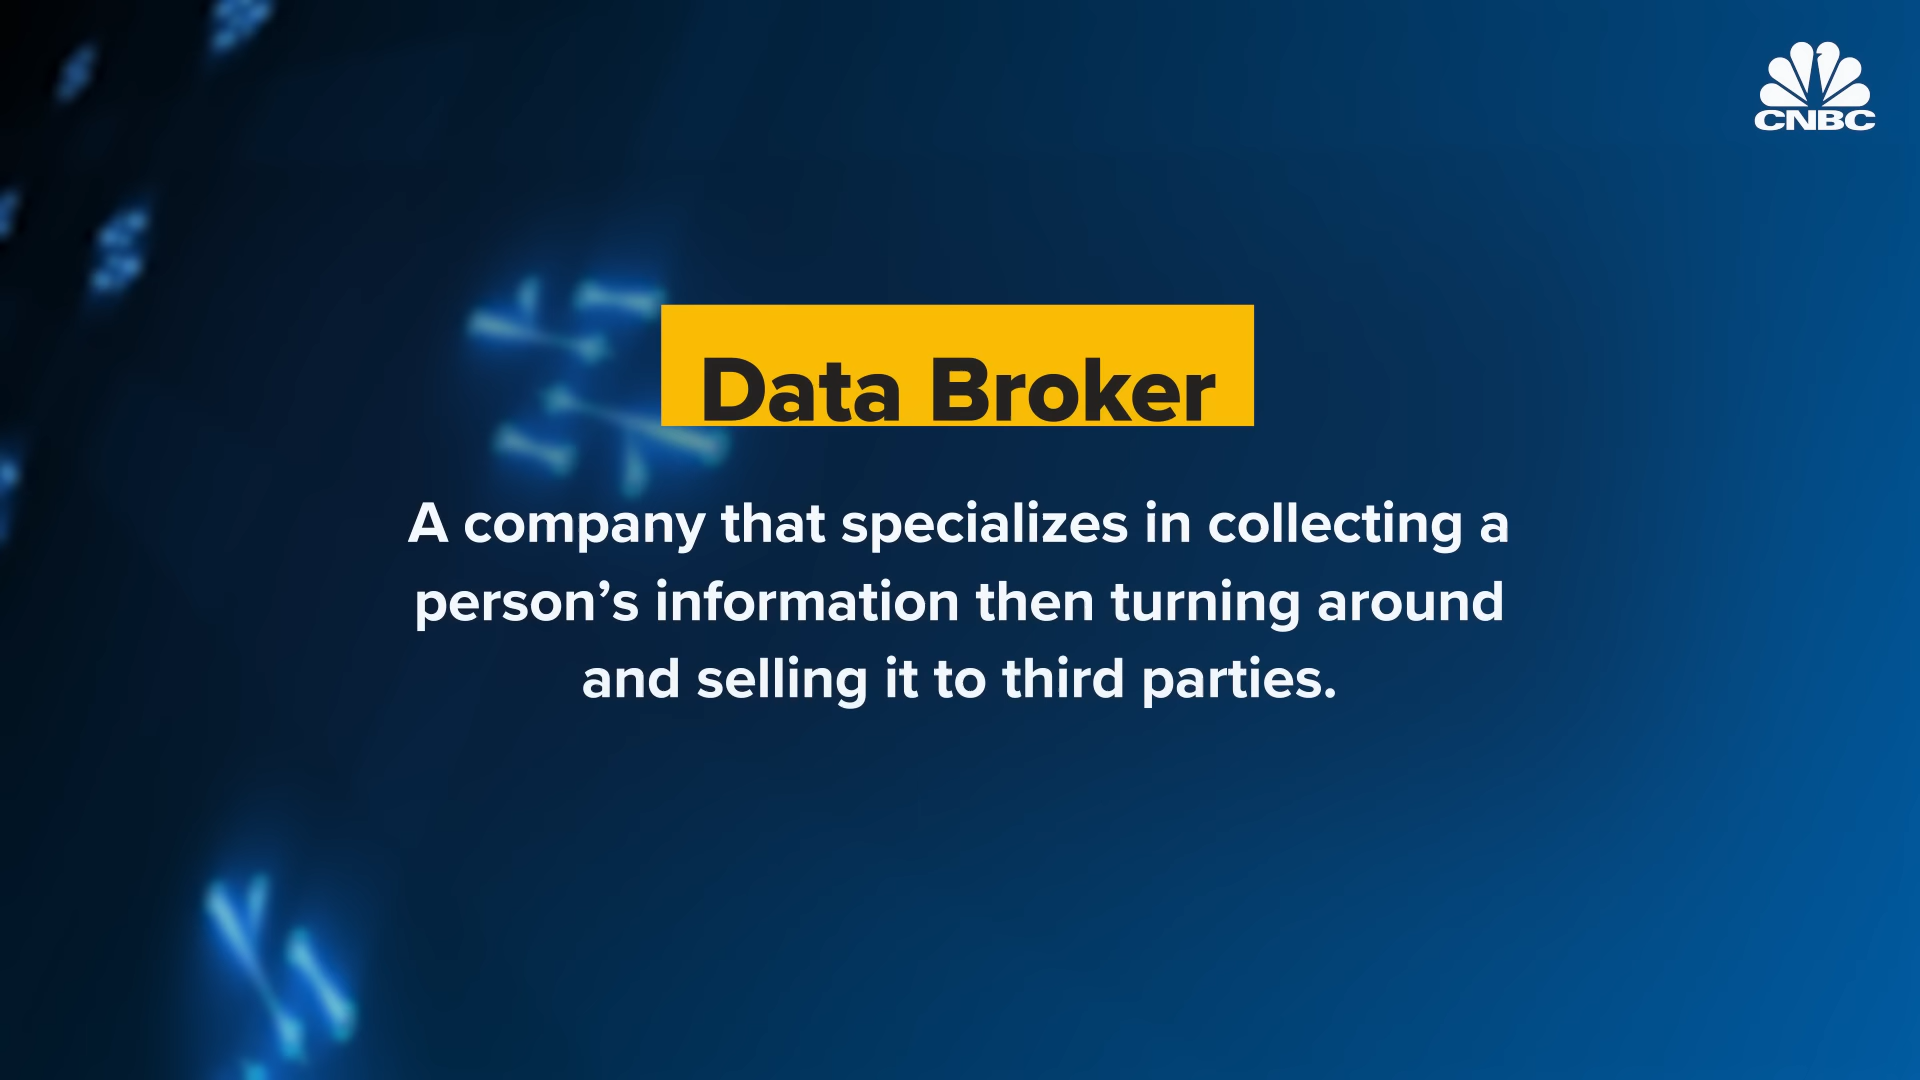 CNBC
Data Broker
A company that specializes in collecting a
person’s information then turning around
and selling it to third parties.